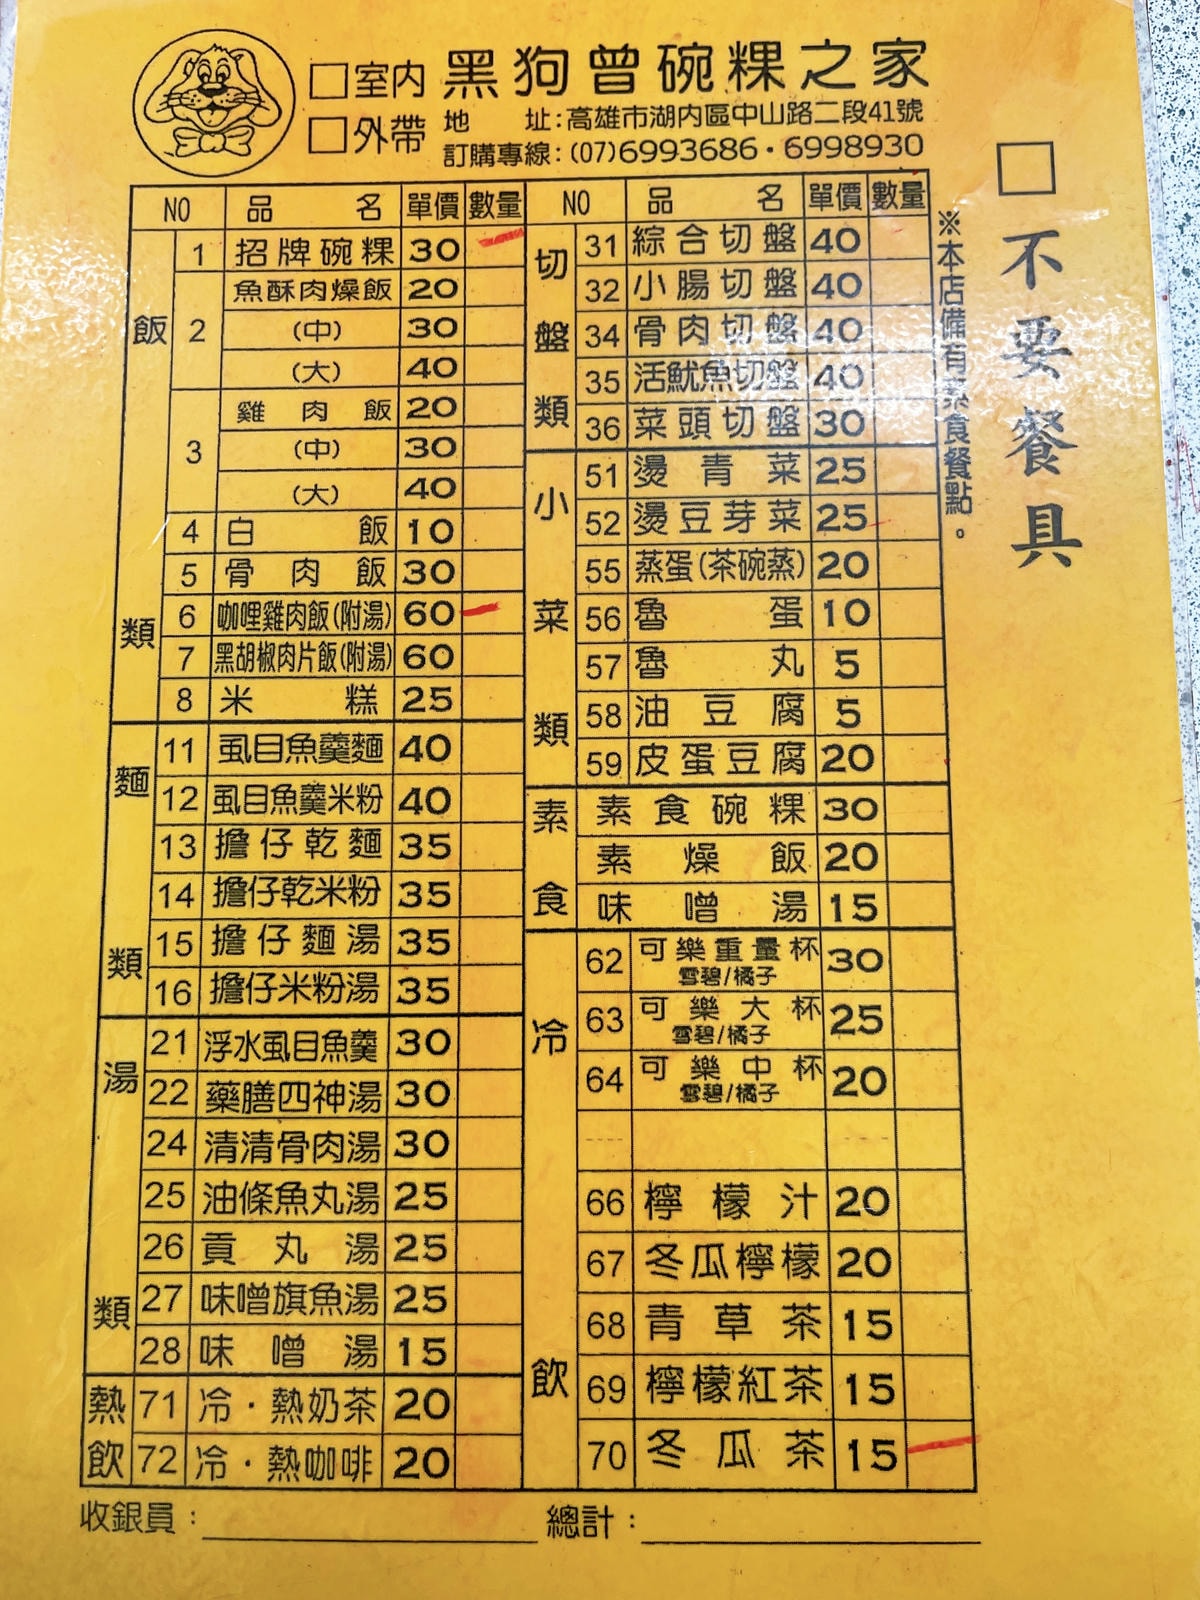 □室內 黑狗曾碗粿之家
□外帶 地 址:高雄市湖內區中山路二段41號
訂購專線:(07)6993686·6998930
NO 品名 單價 數量
飯類
1 招牌碗粿 30
2 魚酥肉燥飯 20
(中) 30
(大) 40
3 雞肉飯 20
(中) 30
(大) 40
4 白飯 10
5 骨肉飯 30
6 咖哩雞肉飯(附湯) 60
7 黑胡椒肉片飯(附湯) 60
8 米糕 25
麵類
11 虱目魚羹麵 40
12 虱目魚羹米粉 40
13 擔仔乾麵 35
14 擔仔乾米粉 35
15 擔仔麵湯 35
16 擔仔米粉湯 35
湯類
21 浮水虱目魚羹 30
22 藥膳四神湯 30
24 清清骨肉湯 30
25 油條魚丸湯 25
26 貢丸湯 25
27 味噌旗魚湯 25
28 味噌湯 15
熱飲
71 冷·熱奶茶 20
72 冷·熱咖啡 20
NO 品名 單價 數量
切盤類
31 綜合切盤 40
32 小腸切盤 40
34 骨肉切盤 40
35 活魷魚切盤 40
36 菜頭切盤 30
小菜類
51 燙青菜 25
52 燙豆芽菜 25
55 蒸蛋(茶碗蒸) 20
56 魯蛋 10
57 魯丸 5
58 油豆腐 5
59 皮蛋豆腐 20
素食
素食碗粿 30
素燥飯 20
味噌湯 15
冷飲
62 可樂重量杯 30
雪碧/橘子
63 可樂大杯 25
雪碧/橘子
64 可樂中杯 20
雪碧/橘子
66 檸檬汁 20
67 冬瓜檸檬 20
68 青草茶 15
69 檸檬紅茶 15
70 冬瓜茶 15
收銀員: 總計:
※本店備有素食餐點。
□不要餐具